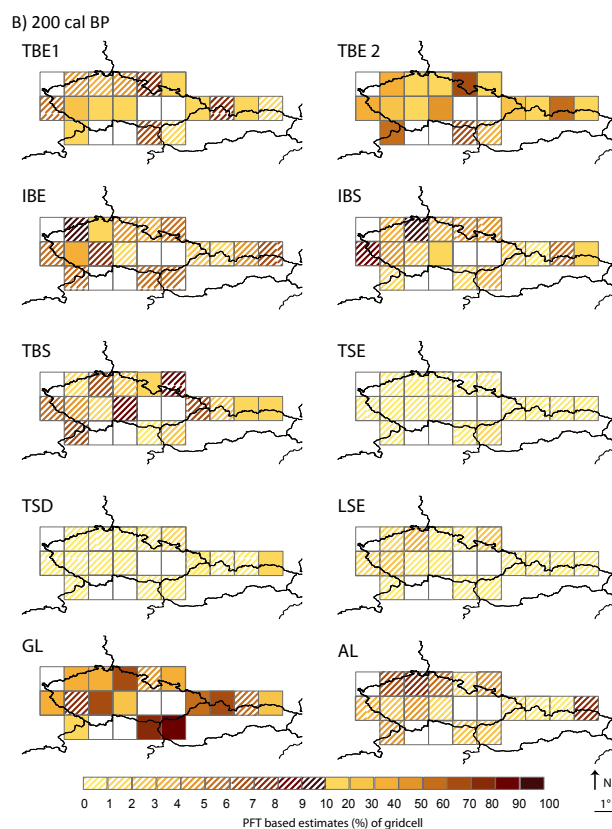 B) 200 cal BP
TBE1 TBE 2
IBE IBS
TBS TSE
TSD LSE
GL AL
0 1 2 3 4 5 6 7 8 9 10 20 30 40 50 60 70 80 90 100
PFT based estimates (%) of gridcell
N
1°